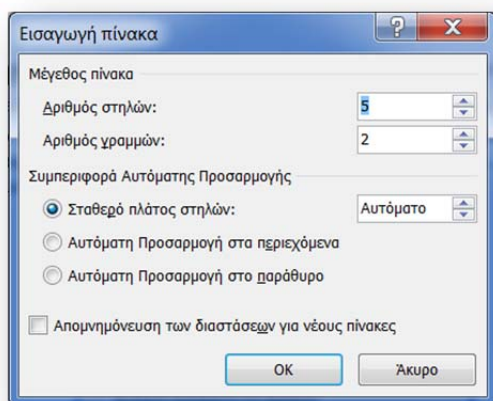 Εισαγωγή πίνακα
Μέγεθος πίνακα
Αριθμός στηλών: 5
Αριθμός γραμμών: 2
Συμπεριφορά Αυτόματης Προσαρμογής
Σταθερό πλάτος στηλών: Αυτόματο
Αυτόματη Προσαρμογή στα περιεχόμενα
Αυτόματη Προσαρμογή στο παράθυρο
Απομνημόνευση των διαστάσεων για νέους πίνακες
OK Άκυρο